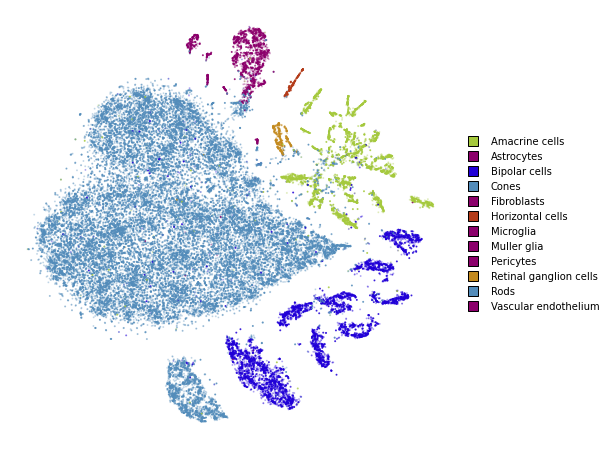 Amacrine cells
Astrocytes
Bipolar cells
Cones
Fibroblasts
Horizontal cells
Microglia
Muller glia
Pericytes
Retinal ganglion cells
Rods
Vascular endothelium